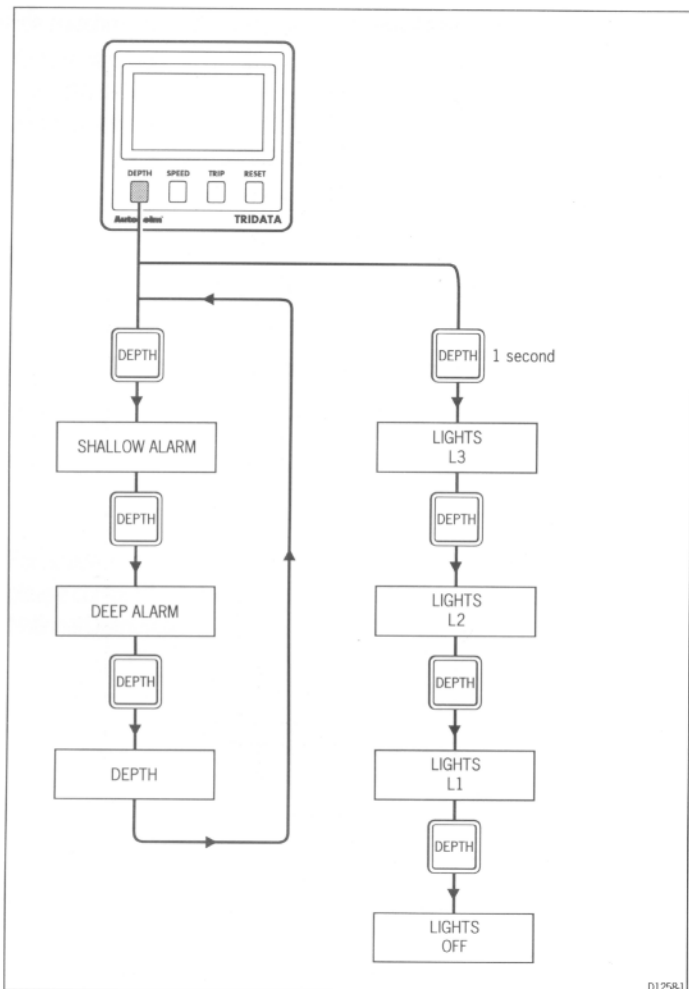 DEPTH SPEED TRIP RESET
TRIDATA
DEPTH
DEPTH 1 second
SHALLOW ALARM
LIGHTS
L3
DEPTH
DEPTH
DEEP ALARM
LIGHTS
L2
DEPTH
DEPTH
DEPTH
LIGHTS
L1
DEPTH
LIGHTS
OFF
D1258-1